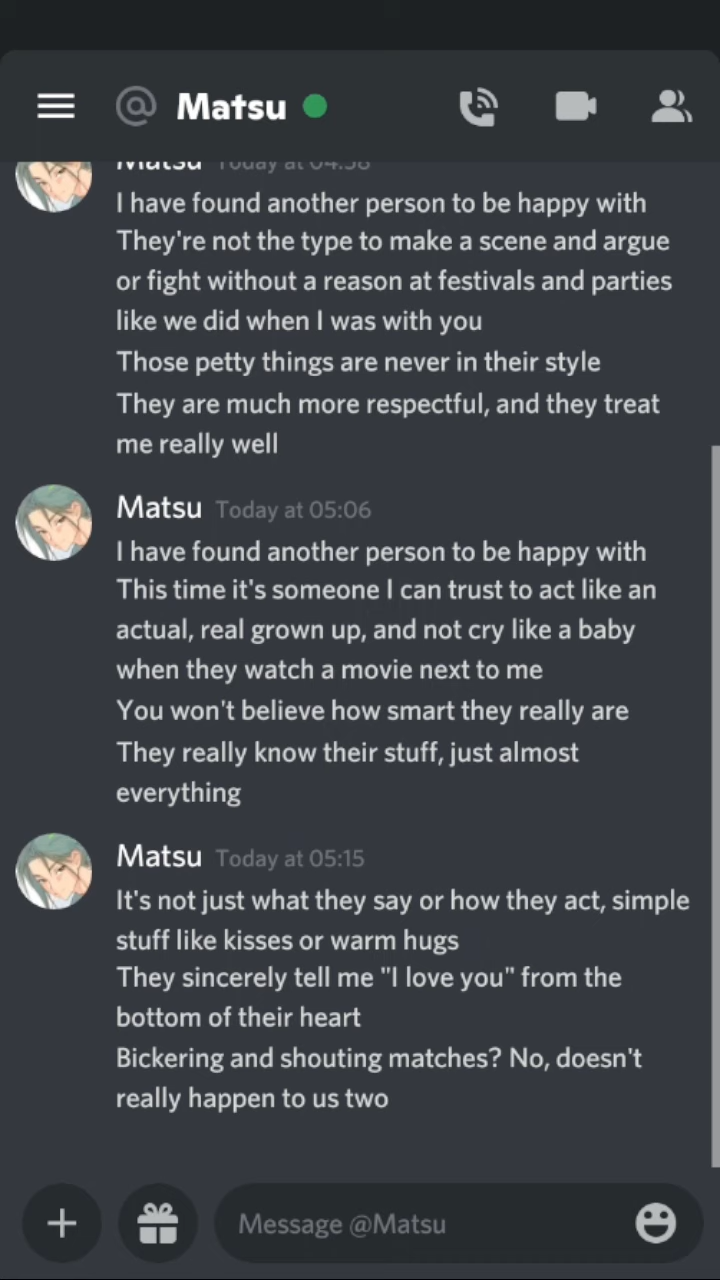 @ Matsu
Matsu Today at 04:58
I have found another person to be happy with
They're not the type to make a scene and argue
or fight without a reason at festivals and parties
like we did when I was with you
Those petty things are never in their style
They are much more respectful, and they treat
me really well
Matsu Today at 05:06
I have found another person to be happy with
This time it's someone I can trust to act like an
actual, real grown up, and not cry like a baby
when they watch a movie next to me
You won't believe how smart they really are
They really know their stuff, just almost
everything
Matsu Today at 05:15
It's not just what they say or how they act, simple
stuff like kisses or warm hugs
They sincerely tell me "I love you" from the
bottom of their heart
Bickering and shouting matches? No, doesn't
really happen to us two
Message @Matsu